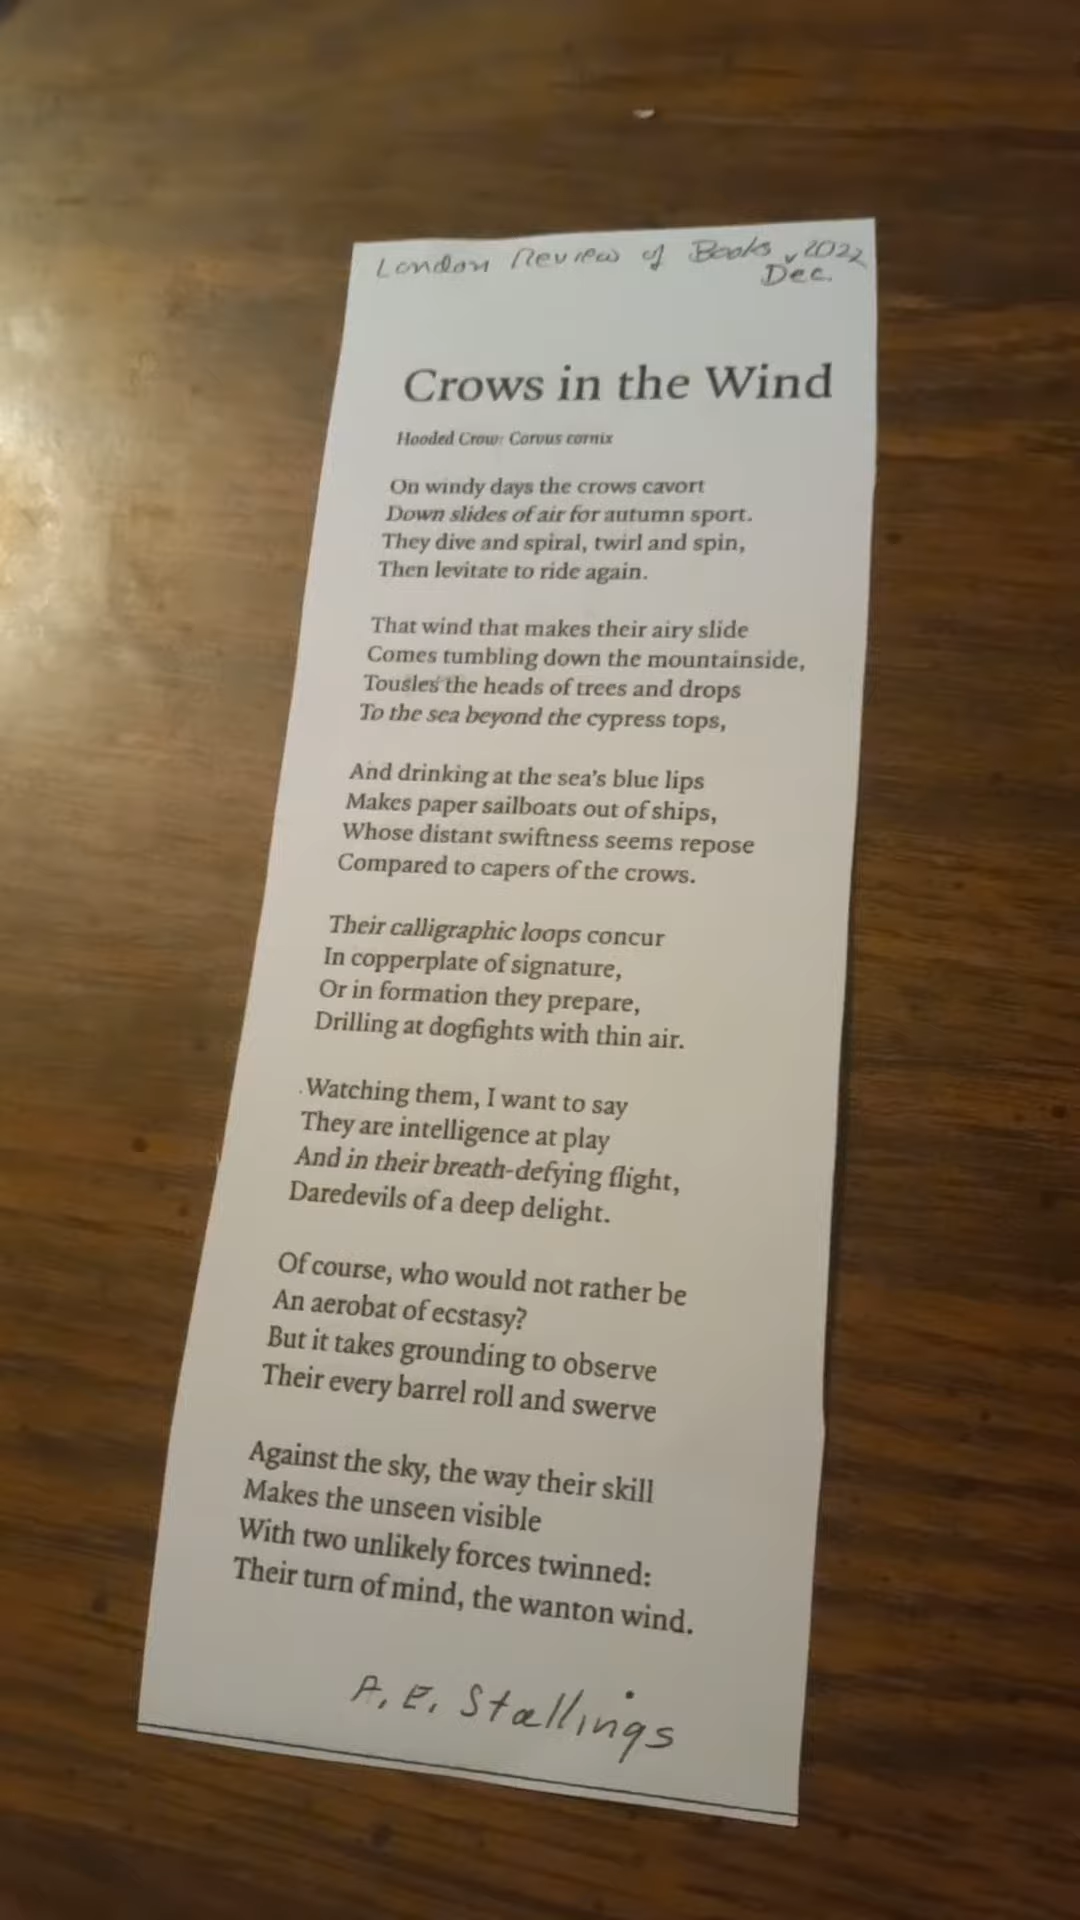 London Review of Books, 2022
Dec.
Crows in the Wind
Hooded Crow: Corvus cornix
On windy days the crows cavort
Down slides of air for autumn sport.
They dive and spiral, twirl and spin,
Then levitate to ride again.
That wind that makes their airy slide
Comes tumbling down the mountainside,
Tousles the heads of trees and drops
To the sea beyond the cypress tops,
And drinking at the sea's blue lips
Makes paper sailboats out of ships,
Whose distant swiftness seems repose
Compared to capers of the crows.
Their calligraphic loops concur
In copperplate of signature,
Or in formation they prepare,
Drilling at dogfights with thin air.
Watching them, I want to say
They are intelligence at play
And in their breath-defying flight,
Daredevils of a deep delight.
Of course, who would not rather be
An aerobat of ecstasy?
But it takes grounding to observe
Their every barrel roll and swerve
Against the sky, the way their skill
Makes the unseen visible
With two unlikely forces twinned:
Their turn of mind, the wanton wind.
A. E. Stallings